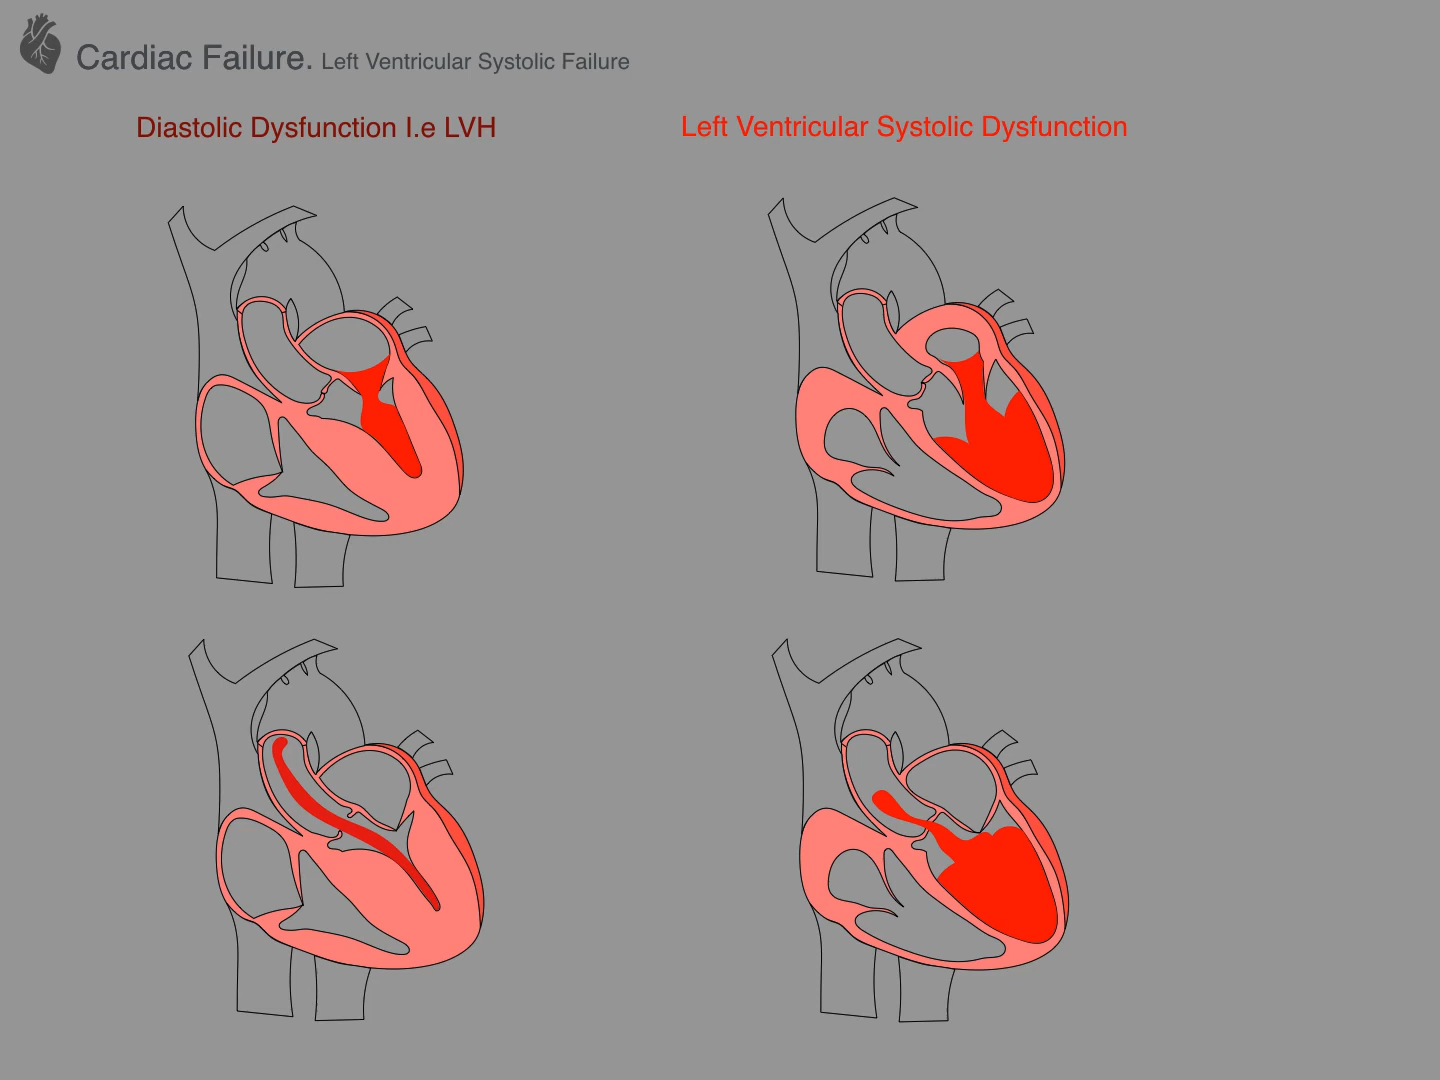 Cardiac Failure. Left Ventricular Systolic Failure
Diastolic Dysfunction I.e LVH
Left Ventricular Systolic Dysfunction